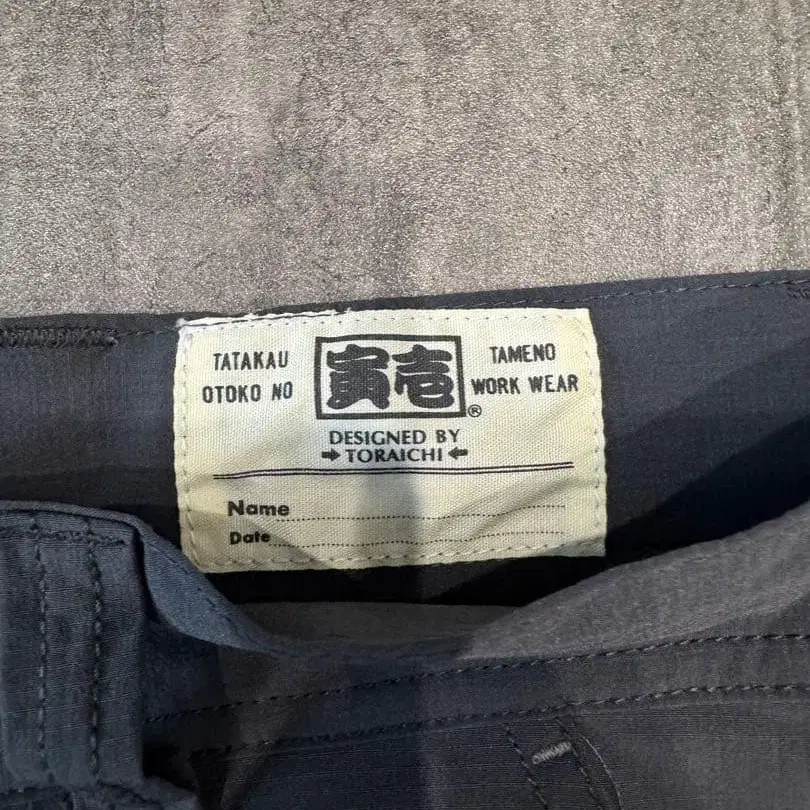 TATAKAU
OTOKO NO
寅壱
®
TAMENO
WORK WEAR
DESIGNED BY
TORAICHI
Name
Date